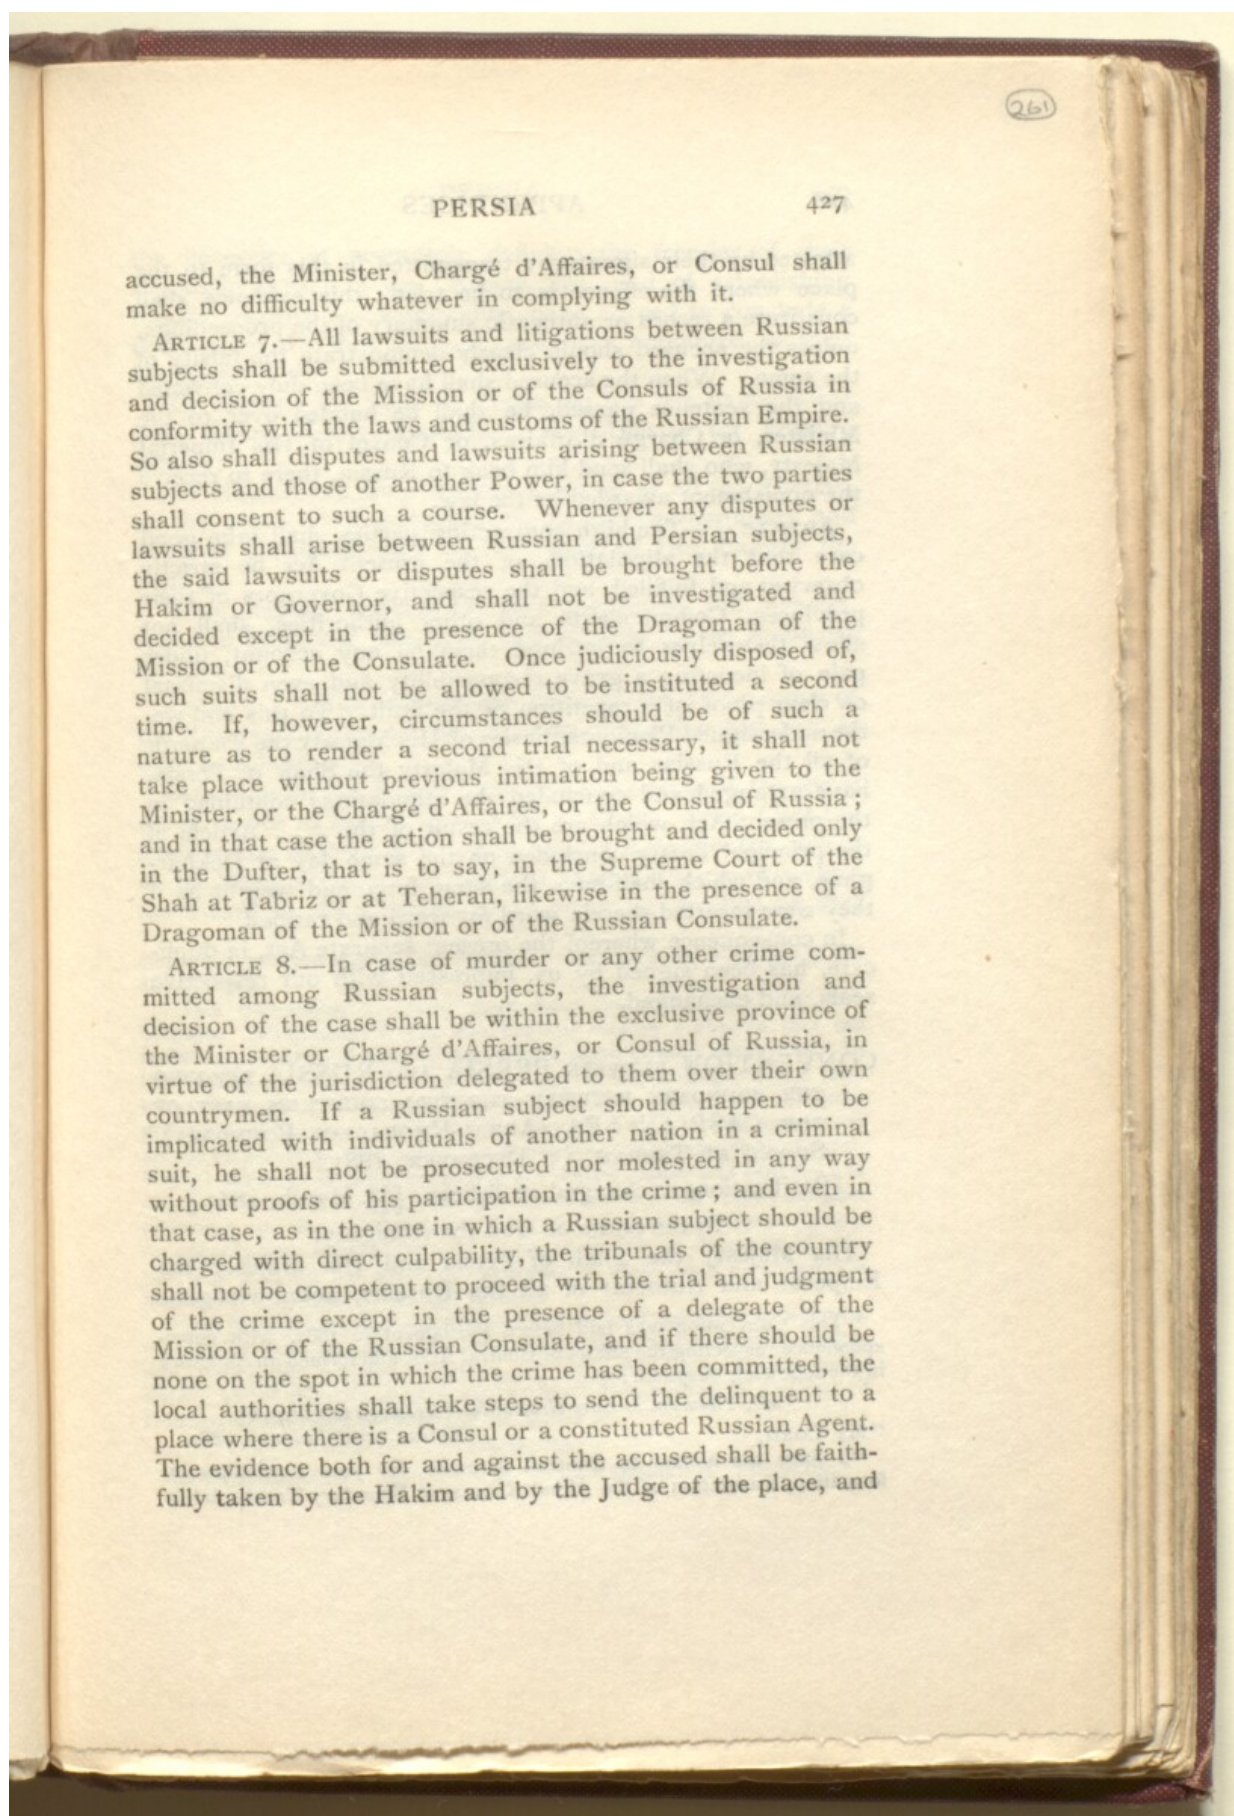 261
PERSIA 427
accused, the Minister, Chargé d'Affaires, or Consul shall
make no difficulty whatever in complying with it.
ARTICLE 7.—All lawsuits and litigations between Russian
subjects shall be submitted exclusively to the investigation
and decision of the Mission or of the Consuls of Russia in
conformity with the laws and customs of the Russian Empire.
So also shall disputes and lawsuits arising between Russian
subjects and those of another Power, in case the two parties
shall consent to such a course. Whenever any disputes or
lawsuits shall arise between Russian and Persian subjects,
the said lawsuits or disputes shall be brought before the
Hakim or Governor, and shall not be investigated and
decided except in the presence of the Dragoman of the
Mission or of the Consulate. Once judiciously disposed of,
such suits shall not be allowed to be instituted a second
time. If, however, circumstances should be of such a
nature as to render a second trial necessary, it shall not
take place without previous intimation being given to the
Minister, or the Chargé d'Affaires, or the Consul of Russia ;
and in that case the action shall be brought and decided only
in the Dufter, that is to say, in the Supreme Court of the
Shah at Tabriz or at Teheran, likewise in the presence of a
Dragoman of the Mission or of the Russian Consulate.
ARTICLE 8.—In case of murder or any other crime com-
mitted among Russian subjects, the investigation and
decision of the case shall be within the exclusive province of
the Minister or Chargé d'Affaires, or Consul of Russia, in
virtue of the jurisdiction delegated to them over their own
countrymen. If a Russian subject should happen to be
implicated with individuals of another nation in a criminal
suit, he shall not be prosecuted nor molested in any way
without proofs of his participation in the crime ; and even in
that case, as in the one in which a Russian subject should be
charged with direct culpability, the tribunals of the country
shall not be competent to proceed with the trial and judgment
of the crime except in the presence of a delegate of the
Mission or of the Russian Consulate, and if there should be
none on the spot in which the crime has been committed, the
local authorities shall take steps to send the delinquent to a
place where there is a Consul or a constituted Russian Agent.
The evidence both for and against the accused shall be faith-
fully taken by the Hakim and by the Judge of the place, and